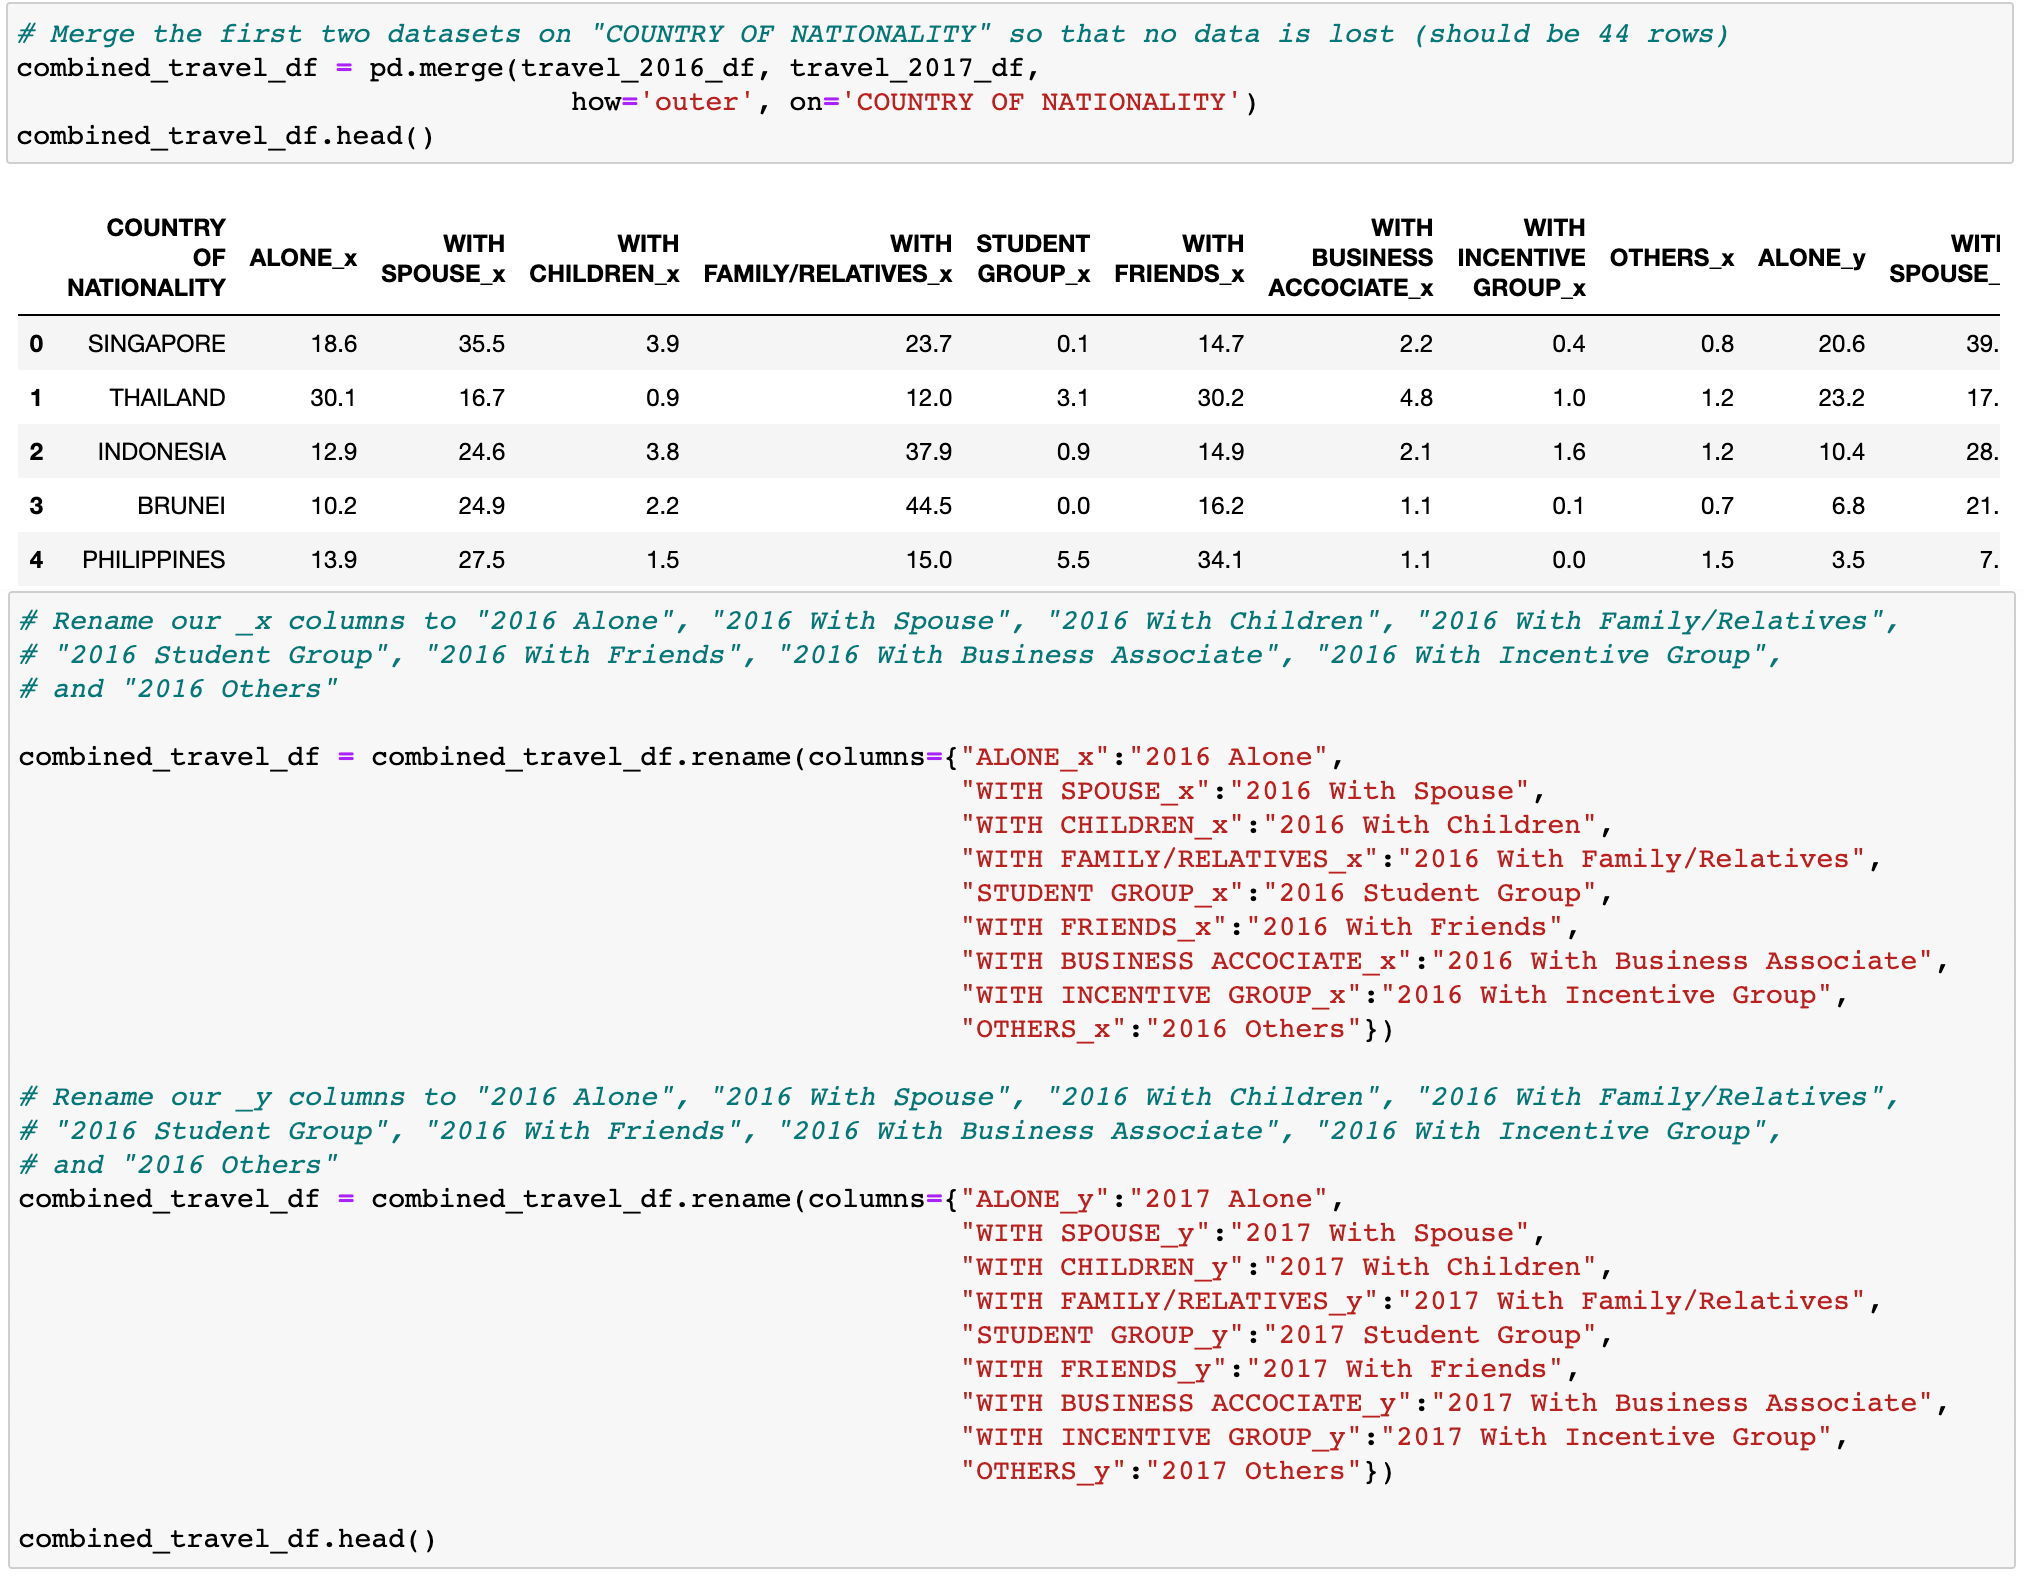 # Merge the first two datasets on "COUNTRY OF NATIONALITY" so that no data is lost (should be 44 rows)
combined_travel_df = pd.merge(travel_2016_df, travel_2017_df,
how='outer', on='COUNTRY OF NATIONALITY')
combined_travel_df.head()
COUNTRY OF NATIONALITY ALONE_x WITH SPOUSE_x WITH CHILDREN_x WITH FAMILY/RELATIVES_x STUDENT GROUP_x WITH FRIENDS_x WITH BUSINESS ACCOCIATE_x WITH INCENTIVE GROUP_x OTHERS_x ALONE_y WITH SPOUSE_
0 SINGAPORE 18.6 35.5 3.9 23.7 0.1 14.7 2.2 0.4 0.8 20.6 39.
1 THAILAND 30.1 16.7 0.9 12.0 3.1 30.2 4.8 1.0 1.2 23.2 17.
2 INDONESIA 12.9 24.6 3.8 37.9 0.9 14.9 2.1 1.6 1.2 10.4 28.
3 BRUNEI 10.2 24.9 2.2 44.5 0.0 16.2 1.1 0.1 0.7 6.8 21.
4 PHILIPPINES 13.9 27.5 1.5 15.0 5.5 34.1 1.1 0.0 1.5 3.5 7.
# Rename our _x columns to "2016 Alone", "2016 With Spouse", "2016 With Children", "2016 With Family/Relatives",
# "2016 Student Group", "2016 With Friends", "2016 With Business Associate", "2016 With Incentive Group",
# and "2016 Others"
combined_travel_df = combined_travel_df.rename(columns={"ALONE_x":"2016 Alone",
"WITH SPOUSE_x":"2016 With Spouse",
"WITH CHILDREN_x":"2016 With Children",
"WITH FAMILY/RELATIVES_x":"2016 With Family/Relatives",
"STUDENT GROUP_x":"2016 Student Group",
"WITH FRIENDS_x":"2016 With Friends",
"WITH BUSINESS ACCOCIATE_x":"2016 With Business Associate",
"WITH INCENTIVE GROUP_x":"2016 With Incentive Group",
"OTHERS_x":"2016 Others"})
# Rename our _y columns to "2016 Alone", "2016 With Spouse", "2016 With Children", "2016 With Family/Relatives",
# "2016 Student Group", "2016 With Friends", "2016 With Business Associate", "2016 With Incentive Group",
# and "2016 Others"
combined_travel_df = combined_travel_df.rename(columns={"ALONE_y":"2017 Alone",
"WITH SPOUSE_y":"2017 With Spouse",
"WITH CHILDREN_y":"2017 With Children",
"WITH FAMILY/RELATIVES_y":"2017 With Family/Relatives",
"STUDENT GROUP_y":"2017 Student Group",
"WITH FRIENDS_y":"2017 With Friends",
"WITH BUSINESS ACCOCIATE_y":"2017 With Business Associate",
"WITH INCENTIVE GROUP_y":"2017 With Incentive Group",
"OTHERS_y":"2017 Others"})
combined_travel_df.head()